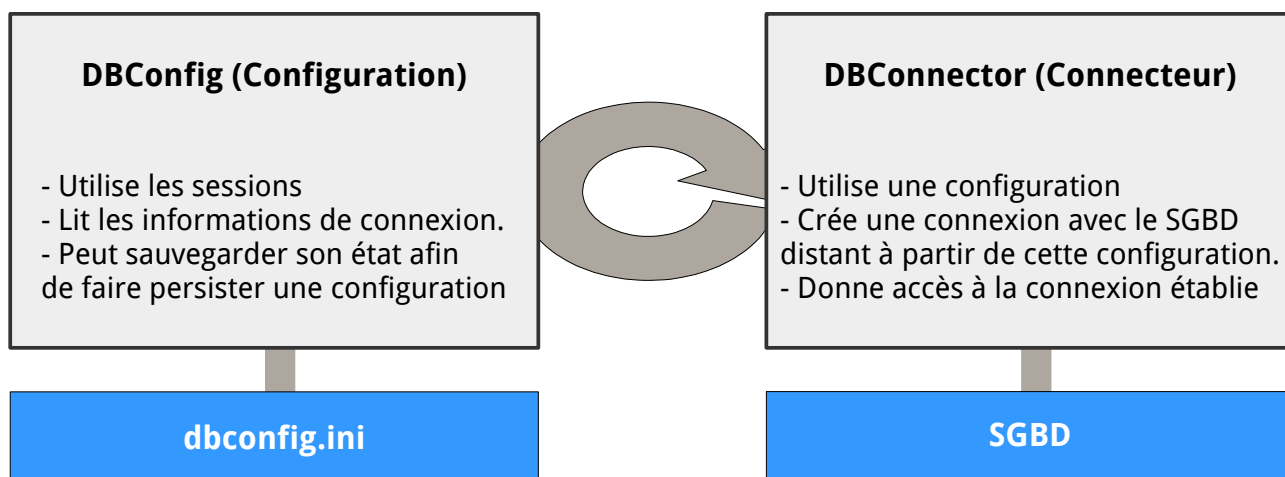 DBConfig (Configuration)
- Utilise les sessions
- Lit les informations de connexion.
- Peut sauvegarder son état afin
de faire persister une configuration
dbconfig.ini
DBConnector (Connecteur)
- Utilise une configuration
- Crée une connexion avec le SGBD
distant à partir de cette configuration.
- Donne accès à la connexion établie
SGBD